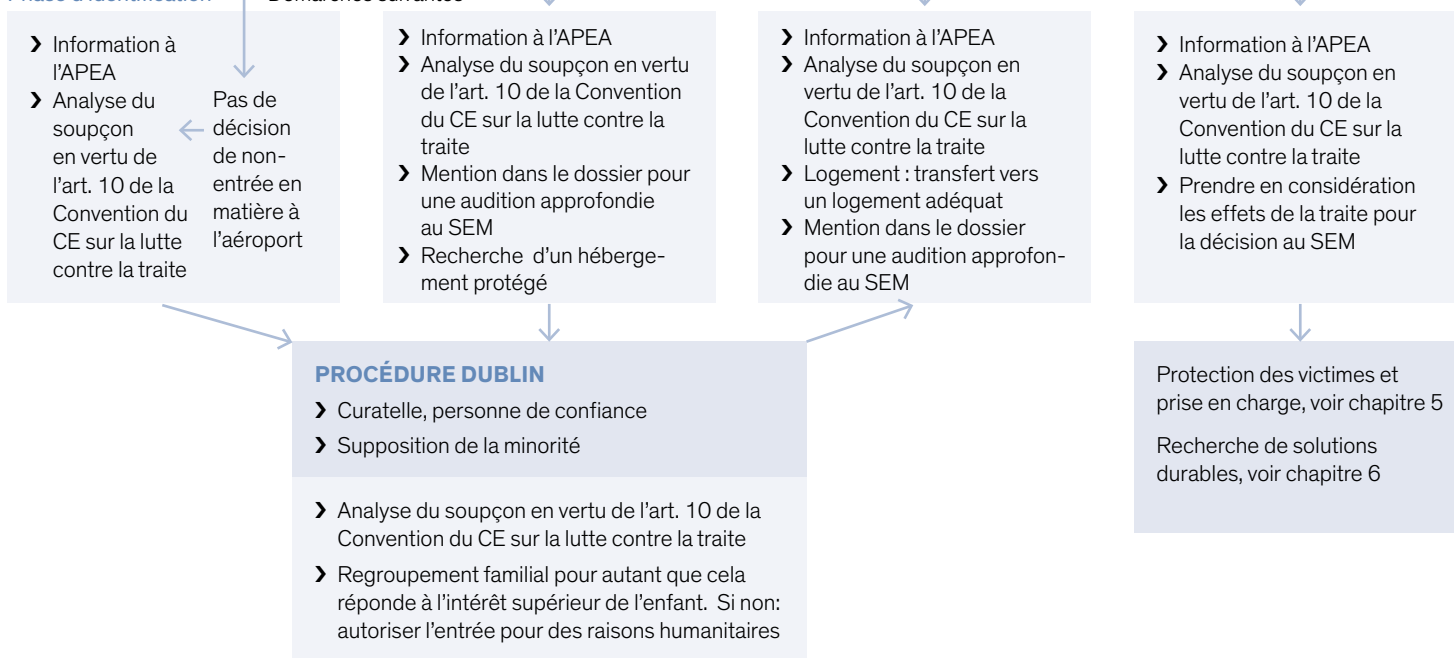 ❯ Information à
l’APEA
❯ Analyse du
soupçon
en vertu de
l’art. 10 de la
Convention du
CE sur la lutte
contre la traite
Pas de
décision
de non-
entrée en
matière à
l’aéroport
❯ Information à l’APEA
❯ Analyse du soupçon en vertu
de l’art. 10 de la Convention
du CE sur la lutte contre la
traite
❯ Mention dans le dossier pour
une audition approfondie
au SEM
❯ Recherche d’un héberge-
ment protégé
❯ Information à l’APEA
❯ Analyse du soupçon en
vertu de l’art. 10 de la
Convention du CE sur la
lutte contre la traite
❯ Logement : transfert vers
un logement adéquat
❯ Mention dans le dossier
pour une audition approfon-
die au SEM
❯ Information à l’APEA
❯ Analyse du soupçon en
vertu de l’art. 10 de la
Convention du CE sur la
lutte contre la traite
❯ Prendre en considération
les effets de la traite pour
la décision au SEM
PROCÉDURE DUBLIN
❯ Curatelle, personne de confiance
❯ Supposition de la minorité
❯ Analyse du soupçon en vertu de l’art. 10 de la
Convention du CE sur la lutte contre la traite
❯ Regroupement familial pour autant que cela
réponde à l’intérêt supérieur de l’enfant. Si non:
autoriser l’entrée pour des raisons humanitaires
Protection des victimes et
prise en charge, voir chapitre 5
Recherche de solutions
durables, voir chapitre 6